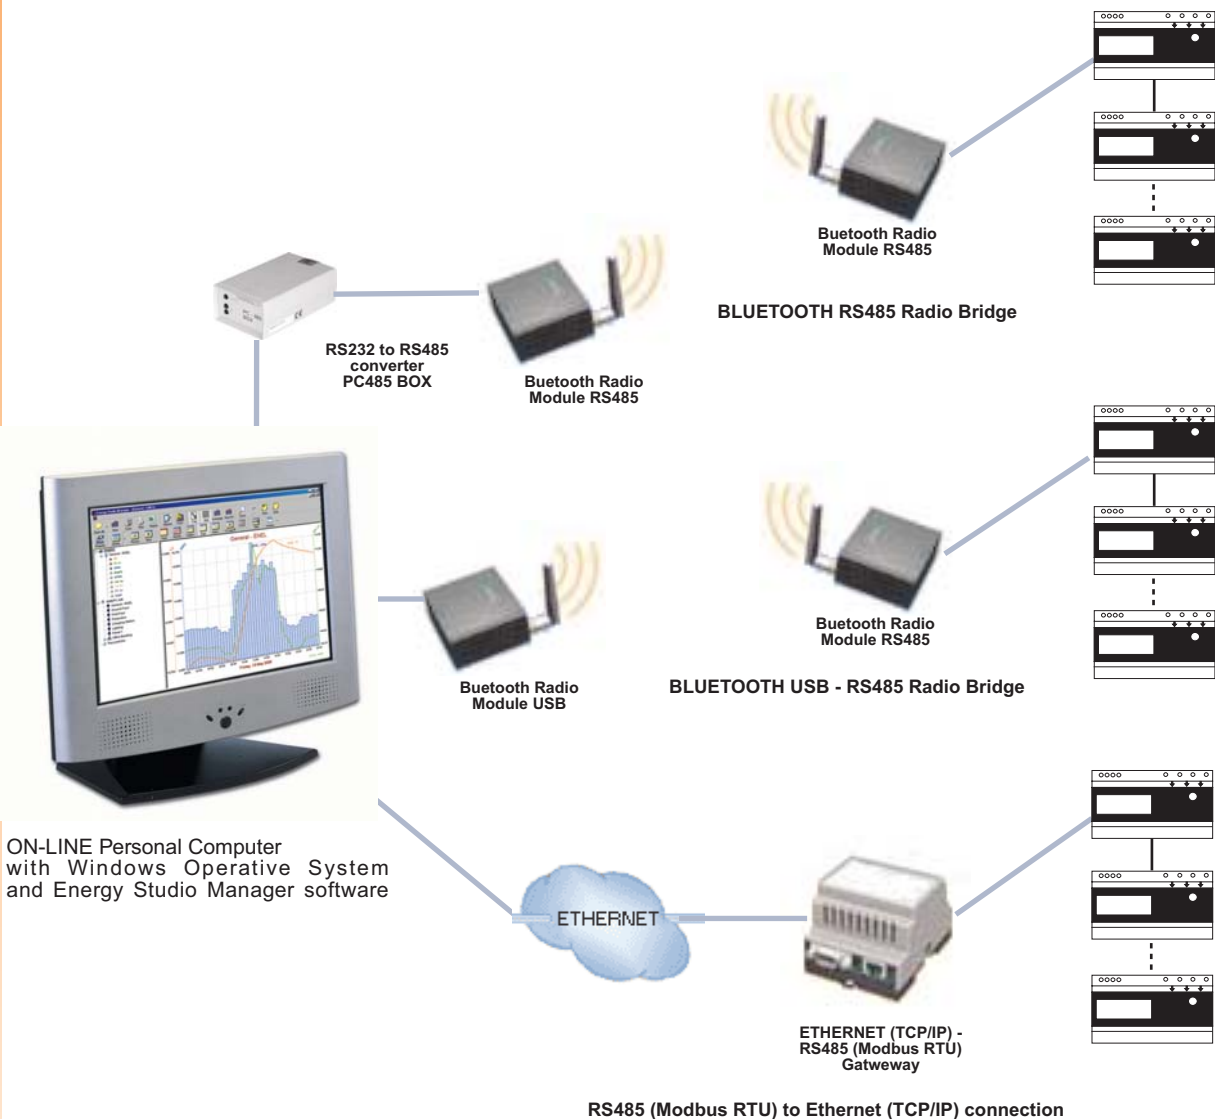 Buetooth Radio
Module RS485
BLUETOOTH RS485 Radio Bridge
RS232 to RS485
converter
PC485 BOX
Buetooth Radio
Module RS485
General - ENEL
Buetooth Radio
Module RS485
Buetooth Radio
Module USB
BLUETOOTH USB - RS485 Radio Bridge
ON-LINE Personal Computer
with Windows Operative System
and Energy Studio Manager software
ETHERNET
ETHERNET (TCP/IP) -
RS485 (Modbus RTU)
Gatweway
RS485 (Modbus RTU) to Ethernet (TCP/IP) connection